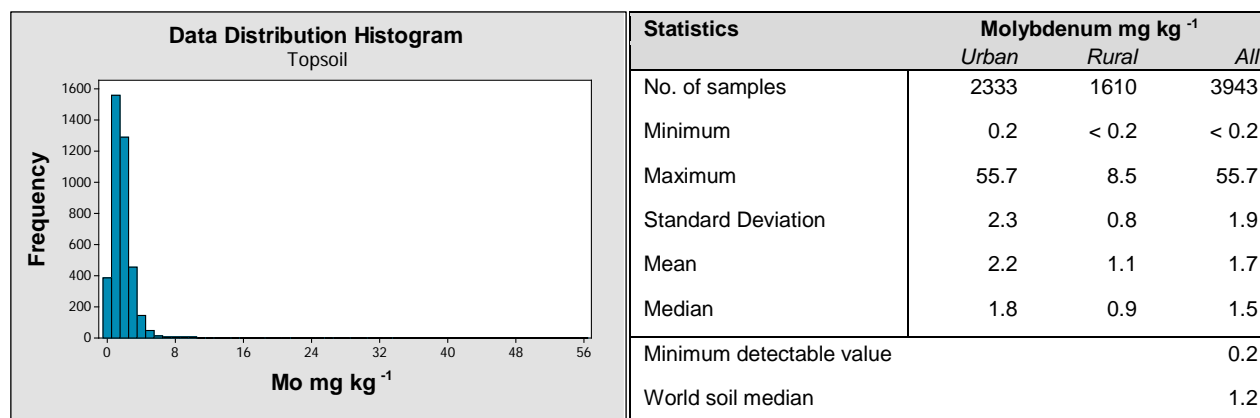 Data Distribution Histogram
Topsoil
1600
1400
1200
1000
800
600
400
200
0
Frequency
0 8 16 24 32 40 48 56
Mo mg kg -1
Statistics Molybdenum mg kg -1
Urban Rural All
No. of samples 2333 1610 3943
Minimum 0.2 < 0.2 < 0.2
Maximum 55.7 8.5 55.7
Standard Deviation 2.3 0.8 1.9
Mean 2.2 1.1 1.7
Median 1.8 0.9 1.5
Minimum detectable value 0.2
World soil median 1.2